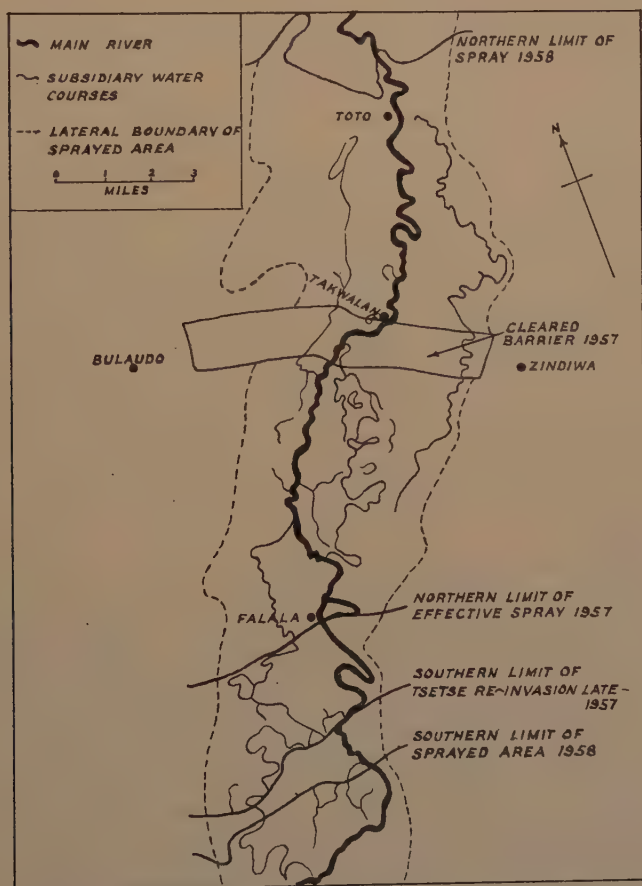 MAIN RIVER
SUBSIDIARY WATER
COURSES
LATERAL BOUNDARY OF
SPRAYED AREA
0 1 2 3
MILES
NORTHERN LIMIT OF
SPRAY 1958
TOTO
N
TAKWALAN
CLEARED
BARRIER 1957
BULAUDO
ZINDIWA
NORTHERN LIMIT OF
EFFECTIVE SPRAY 1957
FALALA
SOUTHERN LIMIT OF
TSETSE RE-INVASION LATE-
1957
SOUTHERN LIMIT OF
SPRAYED AREA 1958